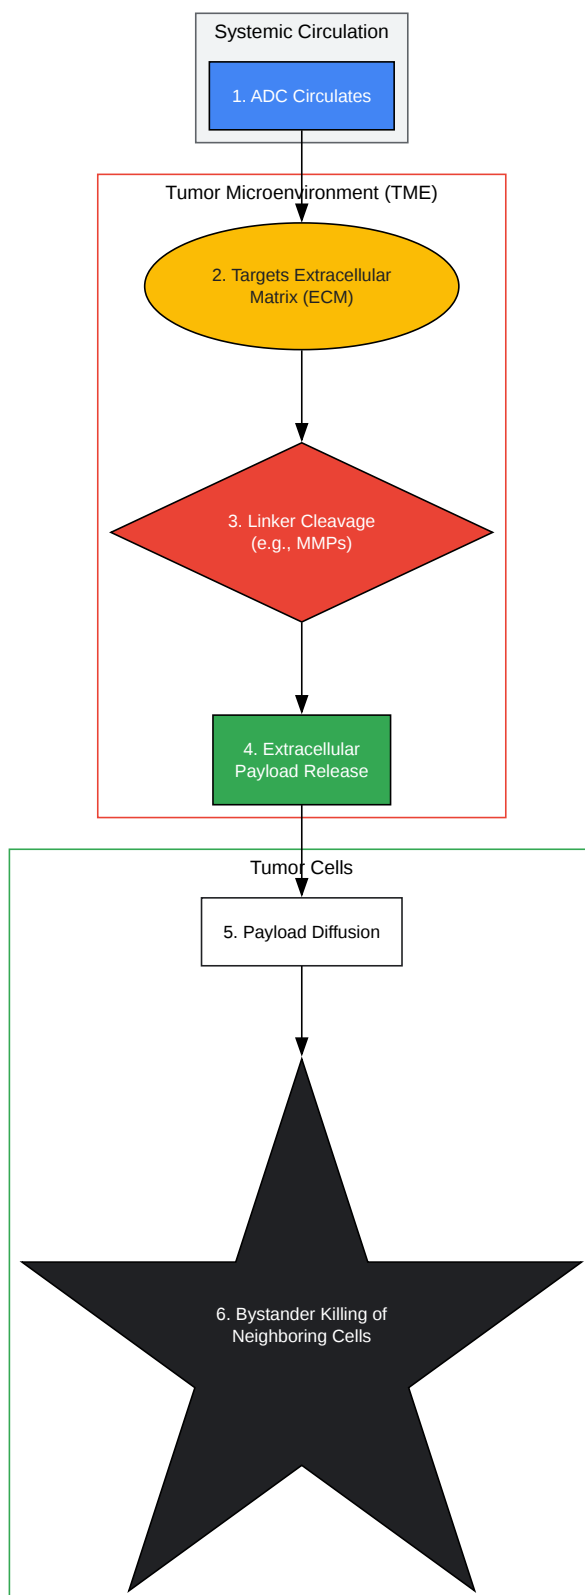 Systemic Circulation
1. ADC Circulates
Tumor Microenvironment (TME)
2. Targets Extracellular
Matrix (ECM)
3. Linker Cleavage
(e.g., MMPs)
4. Extracellular
Payload Release
Tumor Cells
5. Payload Diffusion
6. Bystander Killing of
Neighboring Cells